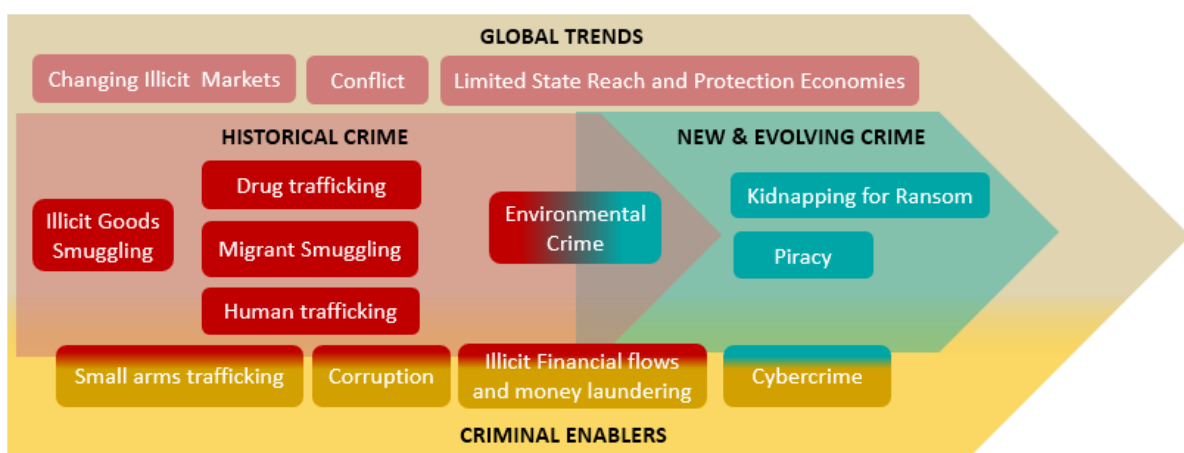 GLOBAL TRENDS
Changing Illicit Markets
Conflict
Limited State Reach and Protection Economies
HISTORICAL CRIME
NEW & EVOLVING CRIME
Illicit Goods
Smuggling
Drug trafficking
Migrant Smuggling
Human trafficking
Environmental
Crime
Kidnapping for Ransom
Piracy
Small arms trafficking
Corruption
Illicit Financial flows
and money laundering
Cybercrime
CRIMINAL ENABLERS